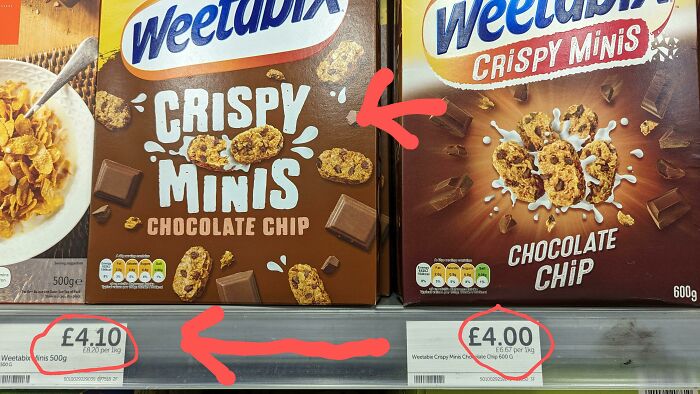 Weetabix
CRISPY
MINIS
CHOCOLATE CHIP
500g e
£4.10
£8.20 per 1kg
Weetabix Minis 500g
Weetabix
CRISPY MINIS
CHOCOLATE
CHIP
600g
£4.00
£6.67 per 1kg
Weetabix Crispy Minis Chocolate Chip 600 G